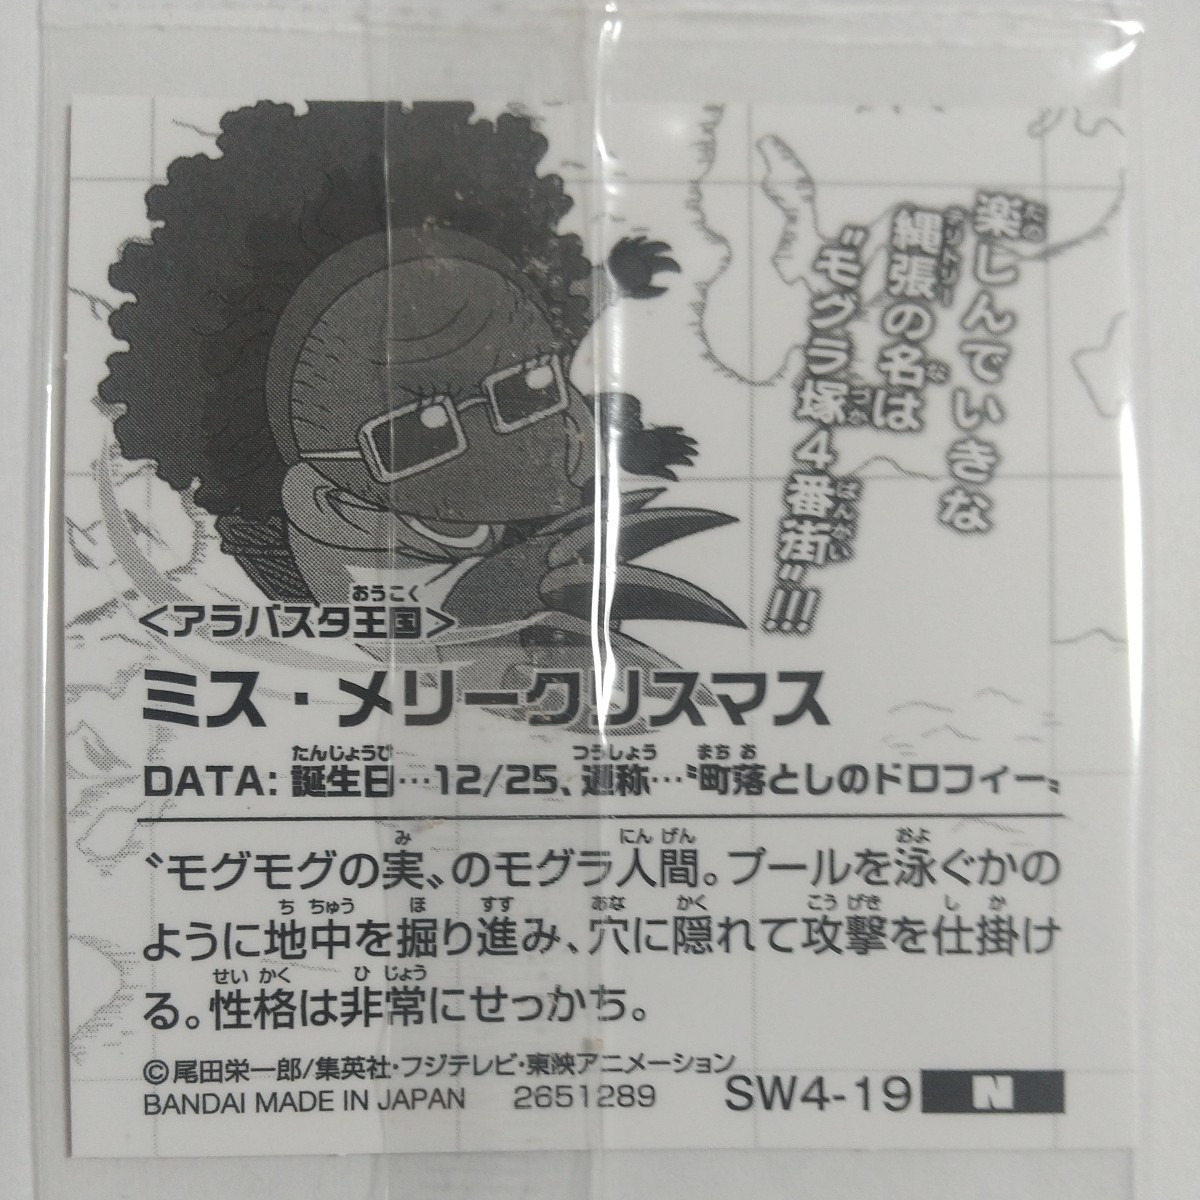 楽しんでいきな
縄張の名は
〝モグラ塚4番街〟!!!
<アラバスタ王国>
ミス・メリークリスマス
DATA: 誕生日…12/25、通称…〝町落としのドロフィー〟
〝モグモグの実〟のモグラ人間。プールを泳ぐかの
ように地中を掘り進み、穴に隠れて攻撃を仕掛け
る。性格は非常にせっかち。
©尾田栄一郎/集英社・フジテレビ・東映アニメーション
BANDAI MADE IN JAPAN 2651289 SW4-19 N